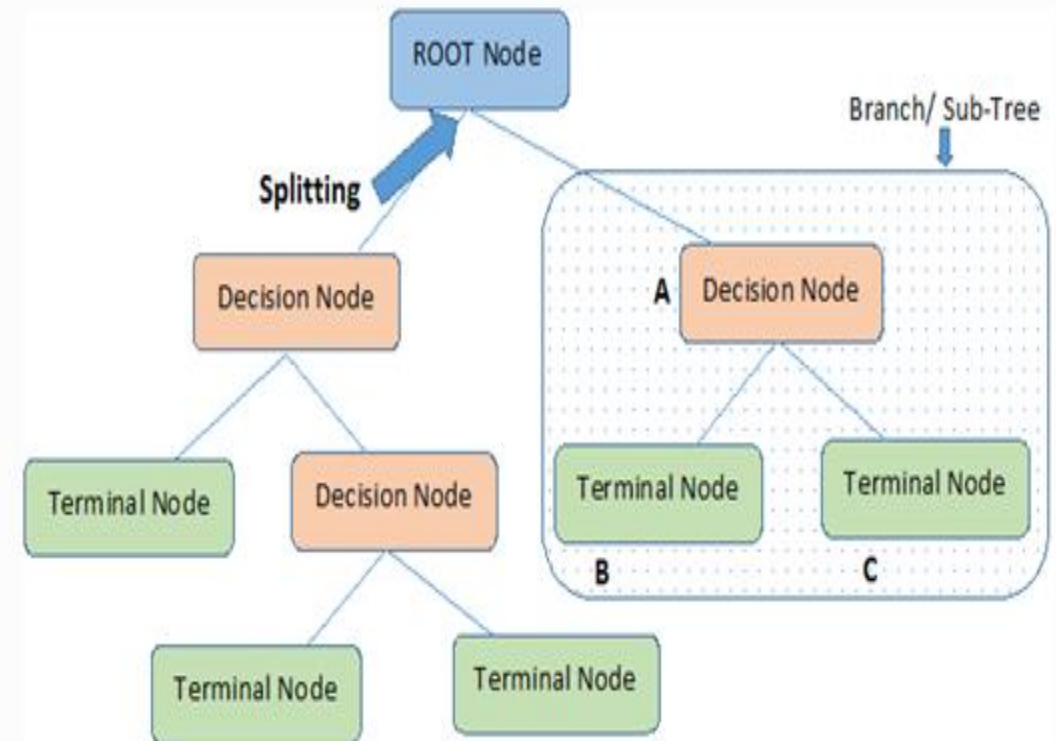 ROOT Node
Branch/ Sub-Tree
Splitting
Decision Node
A
Decision Node
Terminal Node
Decision Node
Terminal Node
Terminal Node
B
C
Terminal Node
Terminal Node